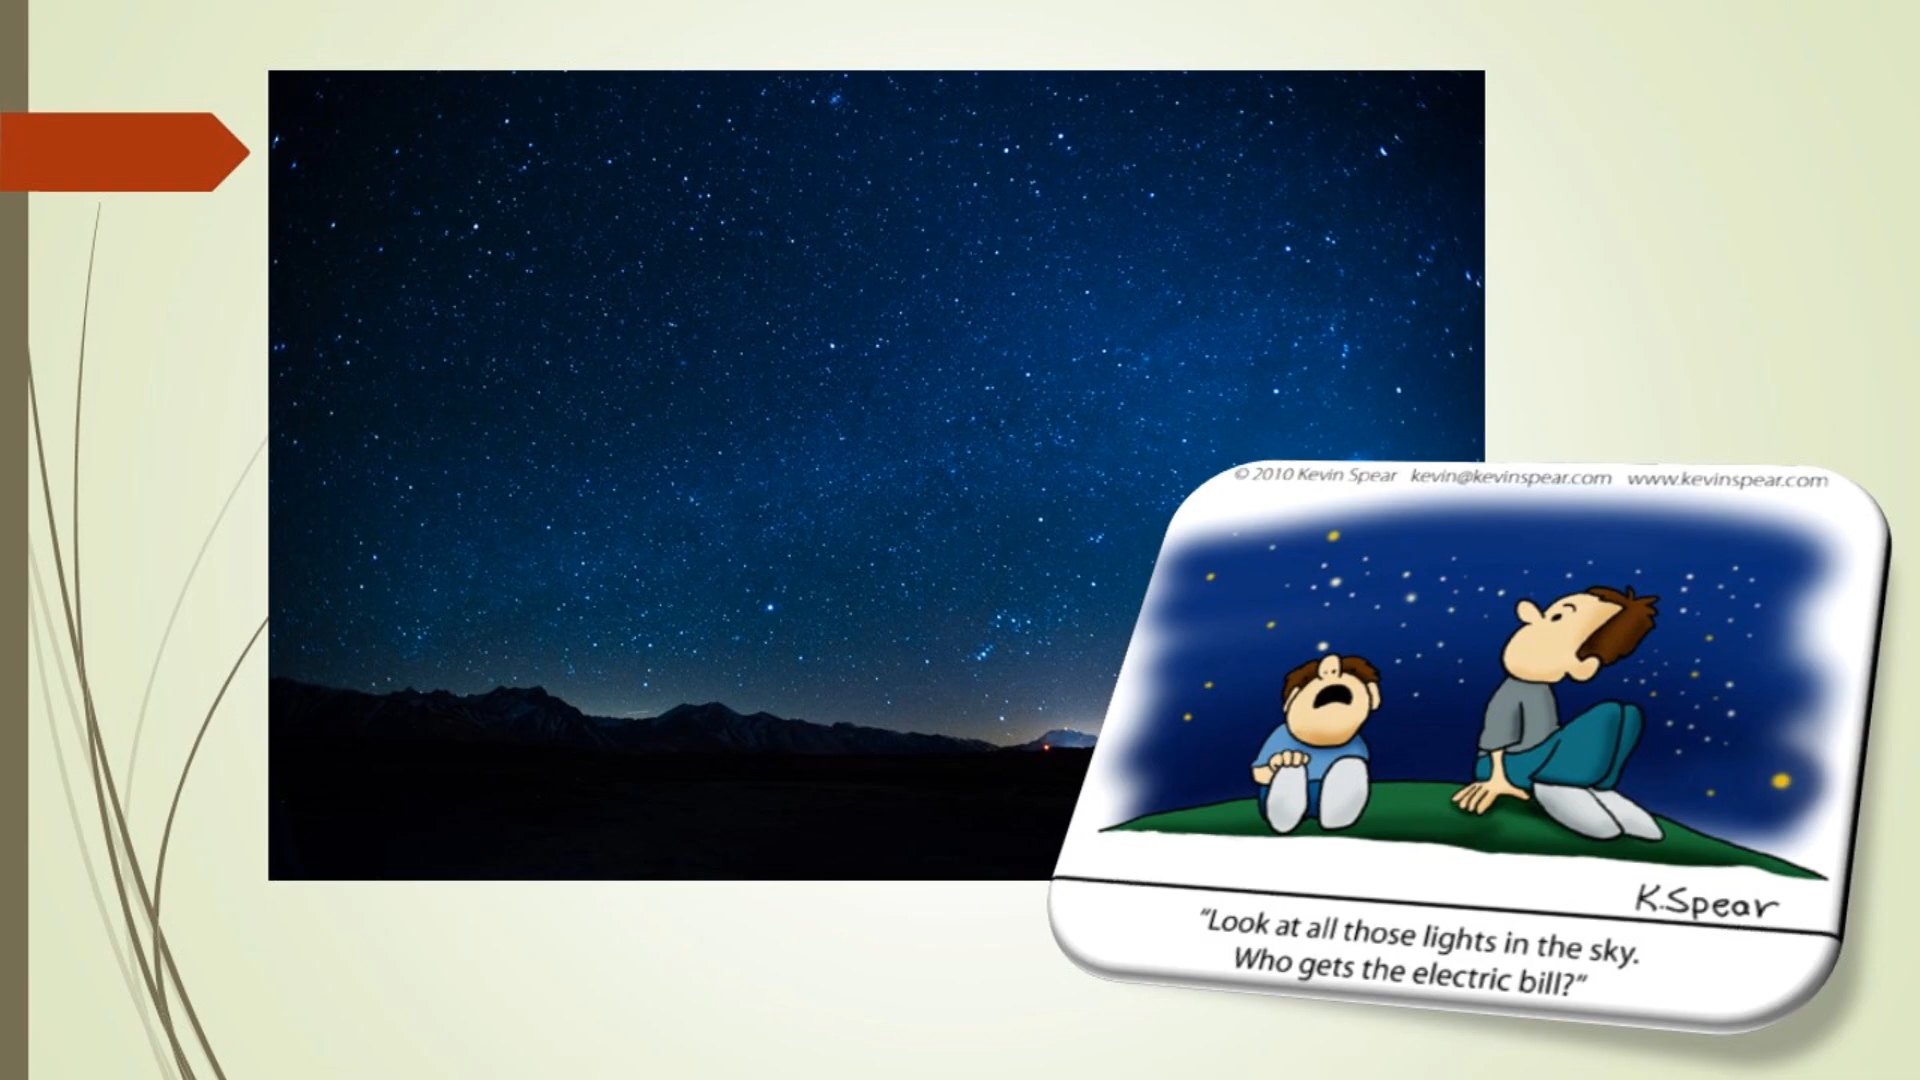 © 2010 Kevin Spear kevin@kevinspear.com www.kevinspear.com
K.Spear
"Look at all those lights in the sky.
Who gets the electric bill?"